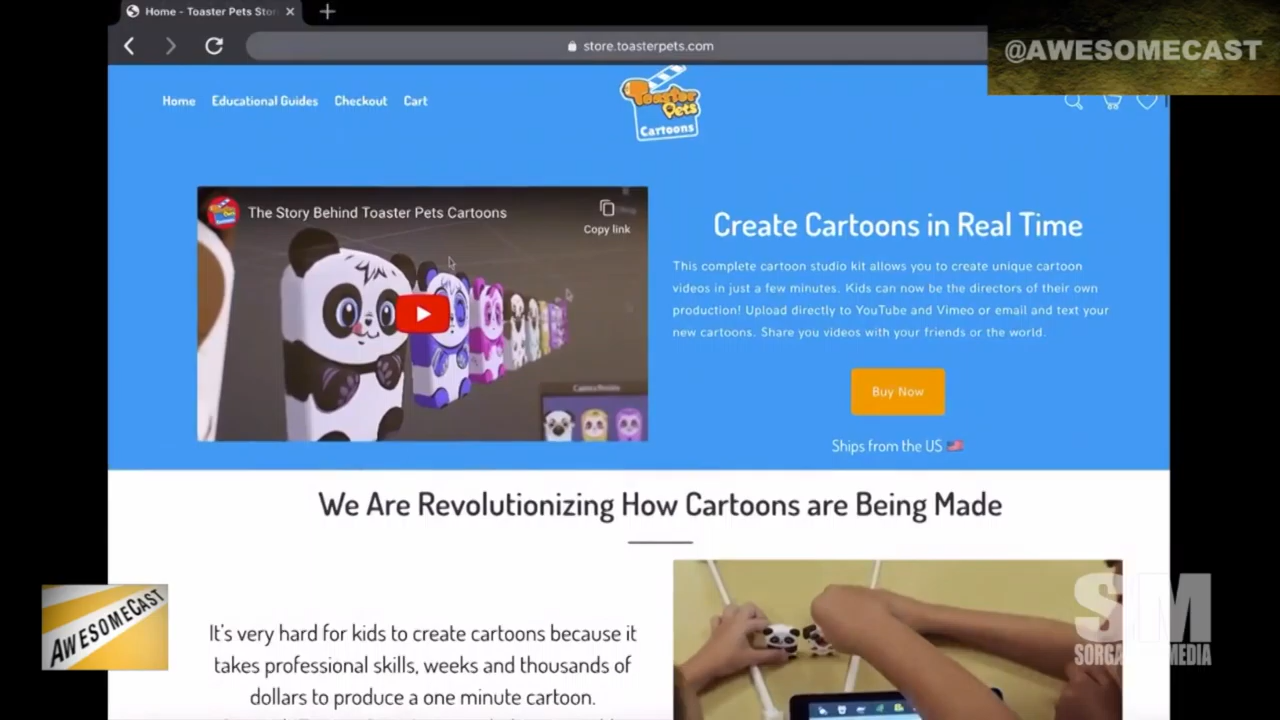 Home - Toaster Pets Stor
store.toasterpets.com
@AWESOMECAST
Home Educational Guides Checkout Cart
Toaster
Pets
Cartoons
The Story Behind Toaster Pets Cartoons
Copy link
Create Cartoons in Real Time
This complete cartoon studio kit allows you to create unique cartoon
videos in just a few minutes. Kids can now be the directors of their own
production! Upload directly to YouTube and Vimeo or email and text your
new cartoons. Share you videos with your friends or the world.
Buy Now
Ships from the US
We Are Revolutionizing How Cartoons are Being Made
It's very hard for kids to create cartoons because it
takes professional skills, weeks and thousands of
dollars to produce a one minute cartoon.
AWESOMECAST
SM
MEDIA